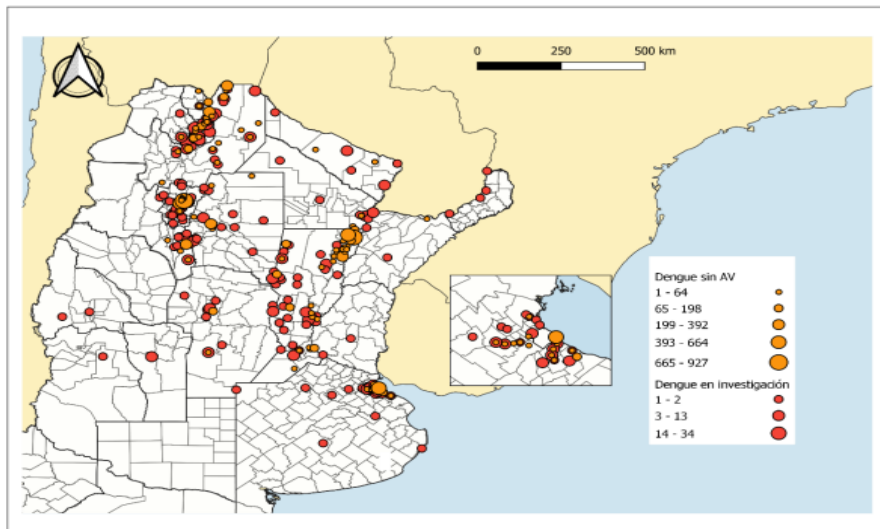 0 250 500 km
Dengue sin AV
1 - 64
65 - 198
199 - 392
393 - 664
665 - 927
Dengue en investigación
1 - 2
3 - 13
14 - 34